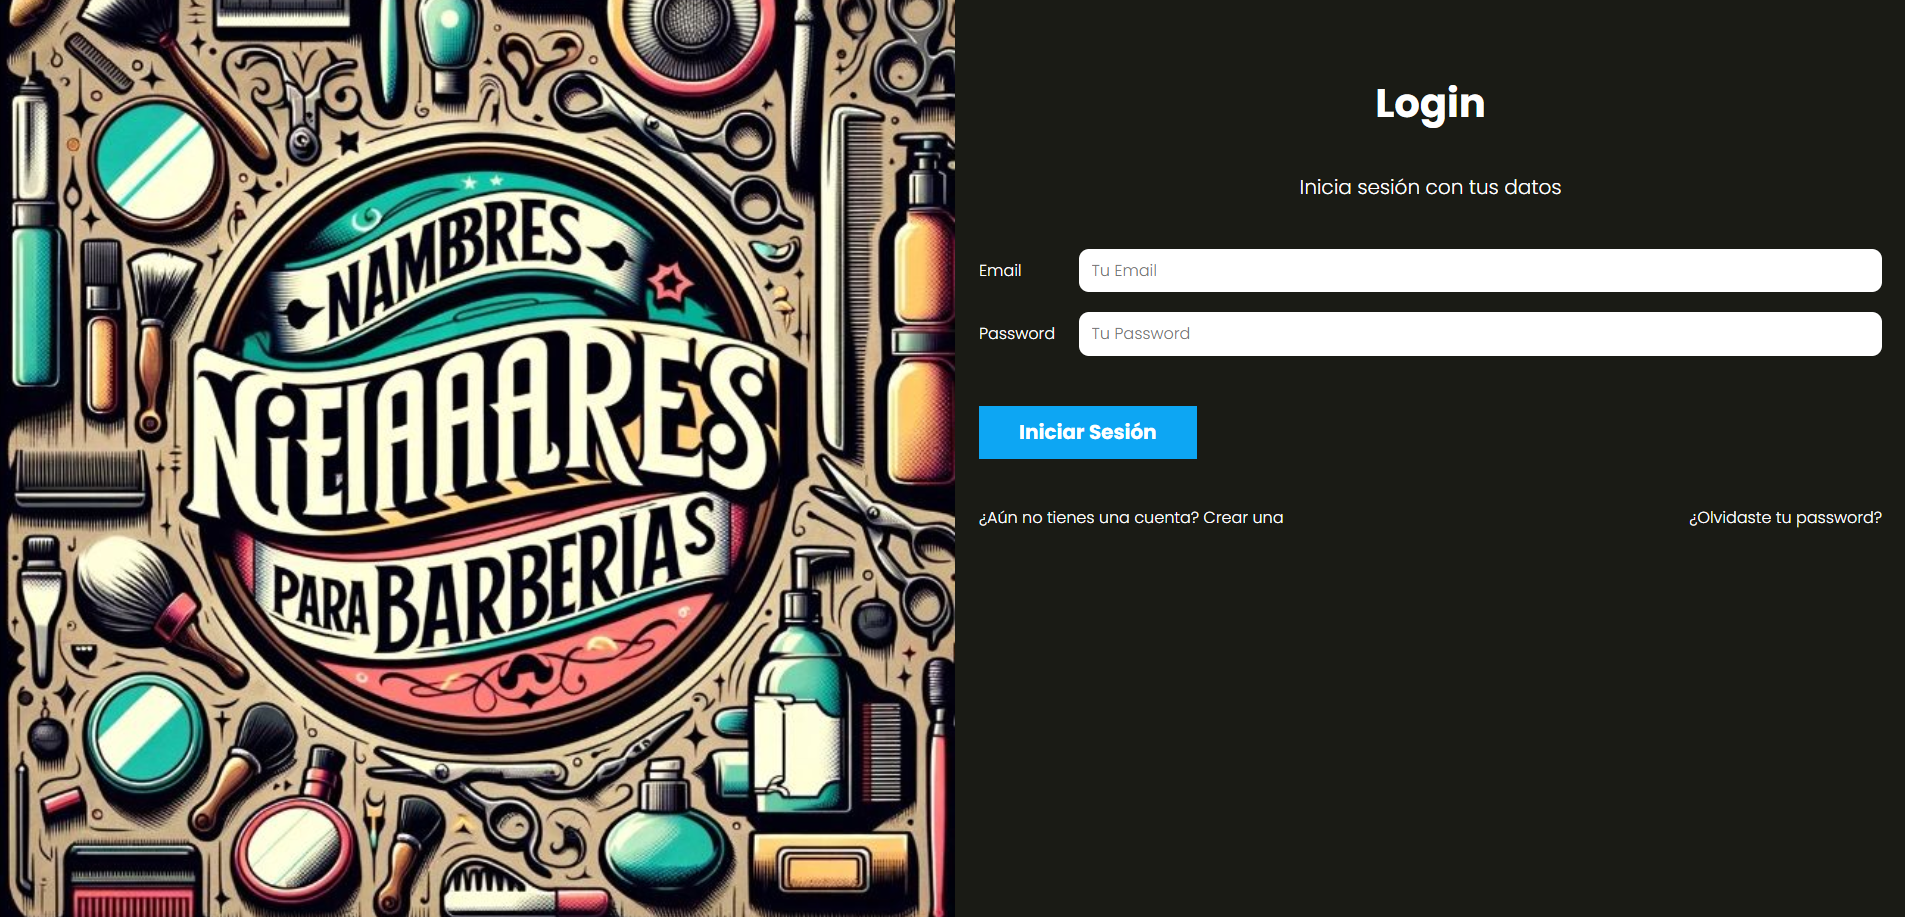 NAMBRES
NiEIAAARES
PARA BARBERIAS
Login
Inicia sesión con tus datos
Email
Tu Email
Password
Tu Password
Iniciar Sesión
¿Aún no tienes una cuenta? Crear una
¿Olvidaste tu password?